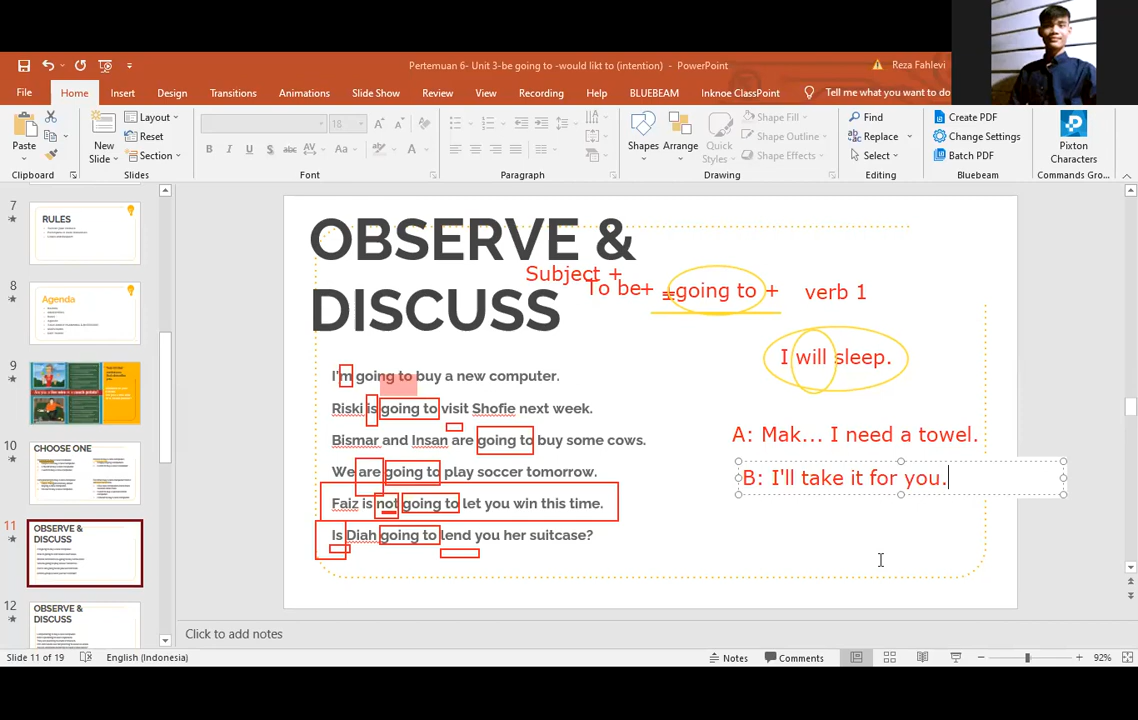 Pertemuan 6- Unit 3-be going to -would likt to (intention) - PowerPoint
Reza Fahlevi
File Home Insert Design Transitions Animations Slide Show Review View Recording Help BLUEBEAM Inknoe ClassPoint Tell me what you want to do
Paste
New
Slide
Layout
Reset
Section
18
B I U S abc AV Aa A
Shapes
Arrange
Quick
Styles
Shape Fill
Shape Outline
Shape Effects
Find
Replace
Select
Create PDF
Change Settings
Batch PDF
Pixton
Characters
Clipboard Slides Font Paragraph Drawing Editing Bluebeam Commands Gro...
7
RULES
8
Agenda
9
10
CHOOSE ONE
11
OBSERVE &
DISCUSS
12
OBSERVE &
DISCUSS
OBSERVE &
DISCUSS
Subject +
To be+ =going to + verb 1
I will sleep.
I'm going to buy a new computer.
Riski is going to visit Shofie next week.
Bismar and Insan are going to buy some cows.
We are going to play soccer tomorrow.
Faiz is not going to let you win this time.
Is Diah going to lend you her suitcase?
A: Mak... I need a towel.
B: I'll take it for you.
Click to add notes
Slide 11 of 19 English (Indonesia) Notes Comments 92%